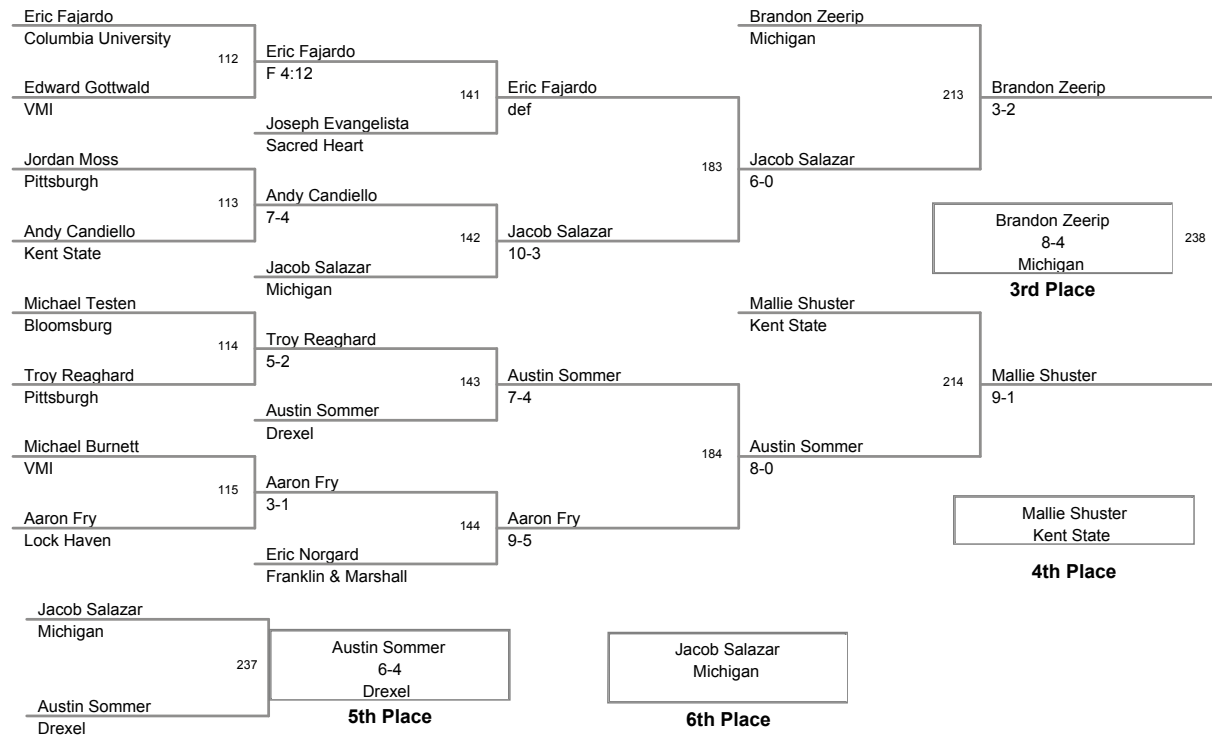 Eric Fajardo
Columbia University
112
Edward Gottwald
VMI
Jordan Moss
Pittsburgh
113
Andy Candiello
Kent State
Michael Testen
Bloomsburg
114
Troy Reaghard
Pittsburgh
Michael Burnett
VMI
115
Aaron Fry
Lock Haven
Eric Fajardo
F 4:12
141
Joseph Evangelista
Sacred Heart
Andy Candiello
7-4
142
Jacob Salazar
Michigan
Troy Reaghard
5-2
143
Austin Sommer
Drexel
Aaron Fry
3-1
144
Eric Norgard
Franklin & Marshall
Eric Fajardo
def
183
Jacob Salazar
10-3
Austin Sommer
7-4
184
Aaron Fry
9-5
Brandon Zeerip
Michigan
213
Jacob Salazar
6-0
Mallie Shuster
Kent State
214
Austin Sommer
8-0
Brandon Zeerip
3-2
Brandon Zeerip
8-4
Michigan
238
3rd Place
Mallie Shuster
9-1
Mallie Shuster
Kent State
4th Place
Jacob Salazar
Michigan
237
Austin Sommer
Drexel
Austin Sommer
6-4
Drexel
5th Place
Jacob Salazar
Michigan
6th Place